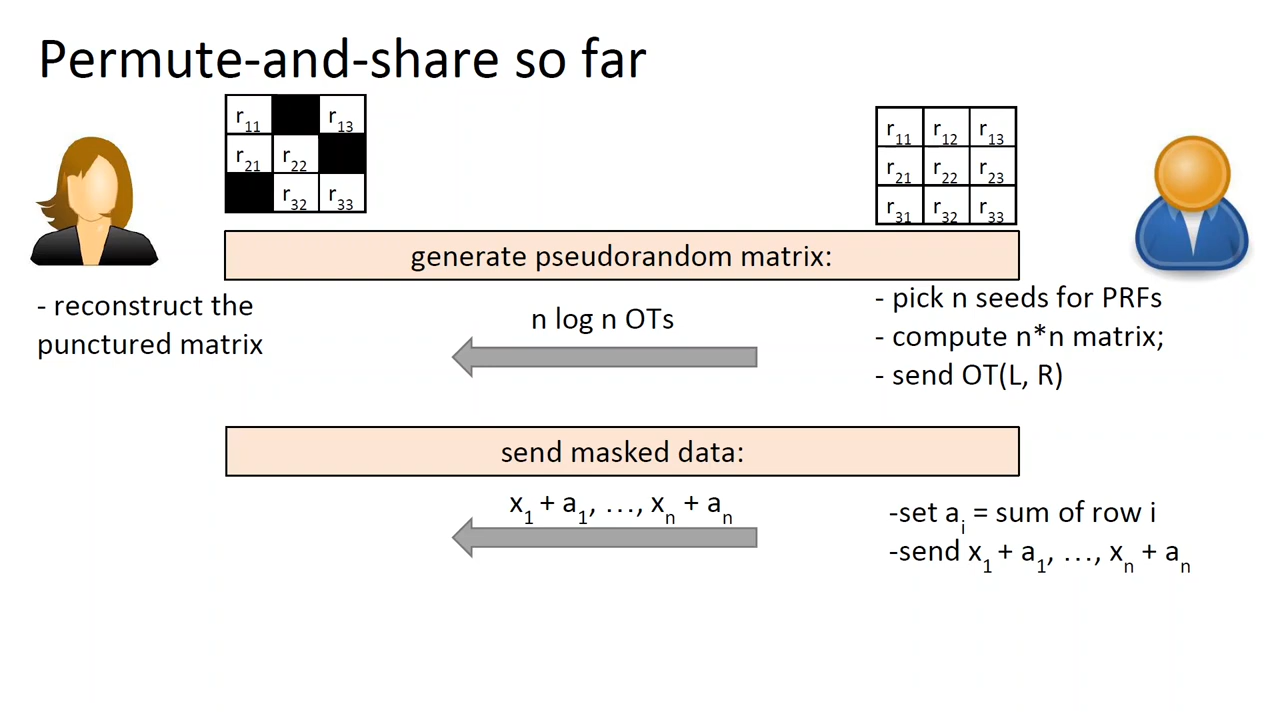 Permute-and-share so far
r11 r13
r21 r22
r32 r33
r11 r12 r13
r21 r22 r23
r31 r32 r33
generate pseudorandom matrix:
- reconstruct the
punctured matrix
n log n OTs
- pick n seeds for PRFs
- compute n*n matrix;
- send OT(L, R)
send masked data:
x1 + a1, …, xn + an
-set ai = sum of row i
-send x1 + a1, …, xn + an